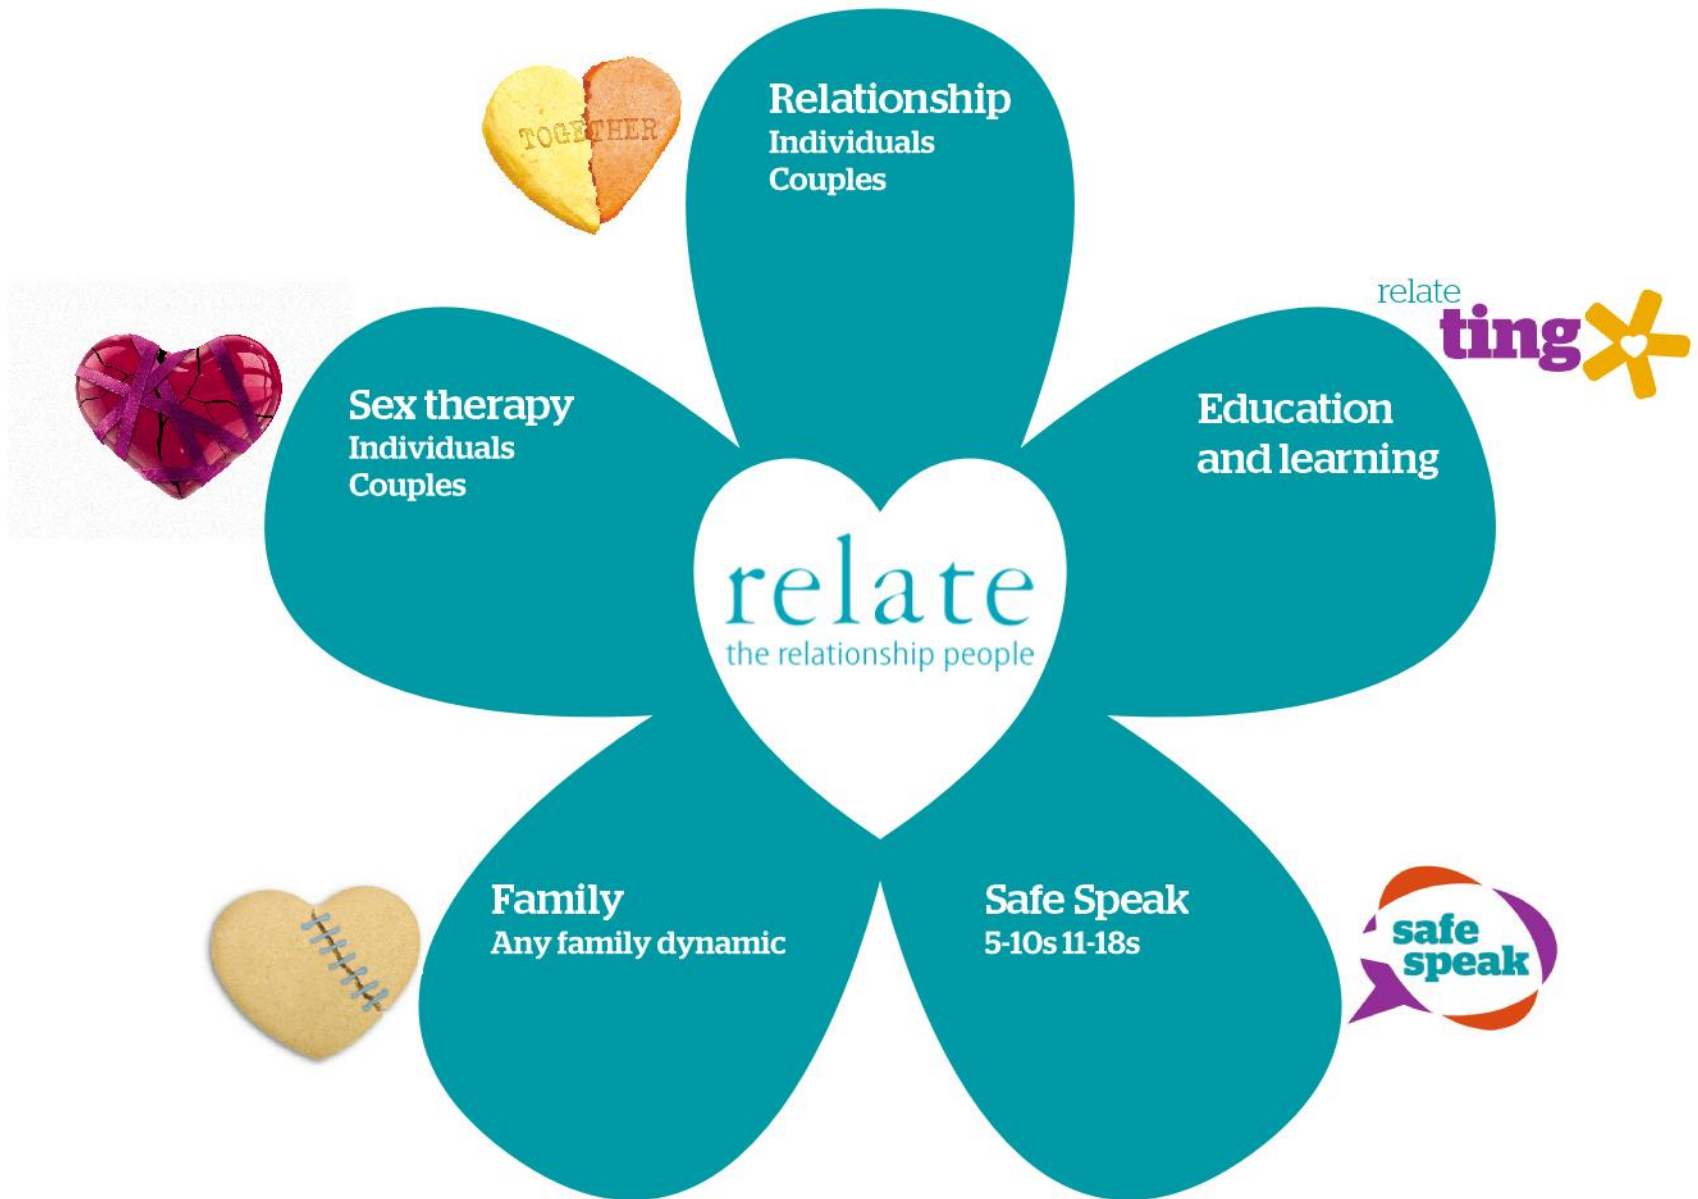 TOGETHER
Relationship
Individuals
Couples
relate
ting
Sex therapy
Individuals
Couples
Education
and learning
relate
the relationship people
Family
Any family dynamic
Safe Speak
5-10s 11-18s
safe
speak